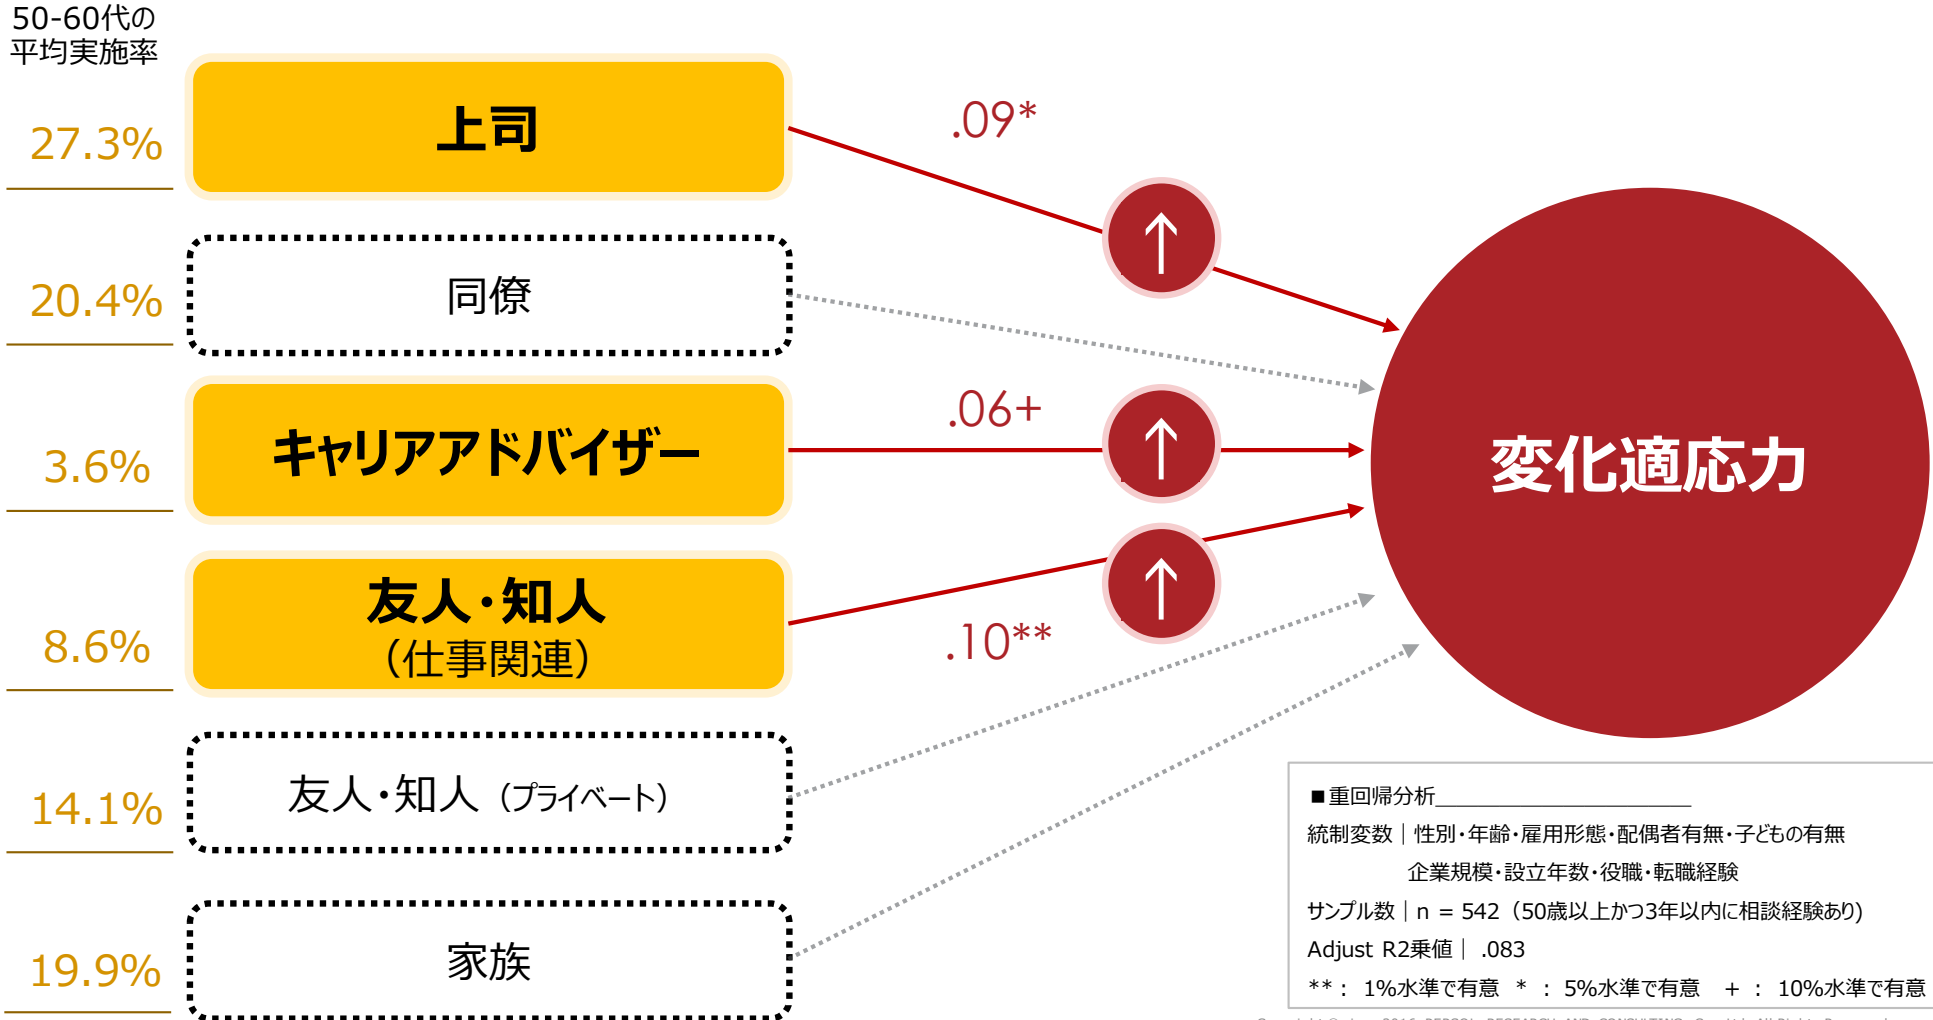 50-60代の
平均実施率
27.3%
上司
.09*
↑
20.4%
同僚
3.6%
キャリアアドバイザー
.06+
↑
変化適応力
8.6%
友人・知人
（仕事関連）
.10**
↑
14.1%
友人・知人（プライベート）
19.9%
家族
■重回帰分析
統制変数｜性別・年齢・雇用形態・配偶者有無・子どもの有無
企業規模・設立年数・役職・転職経験
サンプル数｜n = 542（50歳以上かつ3年以内に相談経験あり)
Adjust R2乗値｜ .083
**： 1%水準で有意 * ： 5%水準で有意 + ： 10%水準で有意